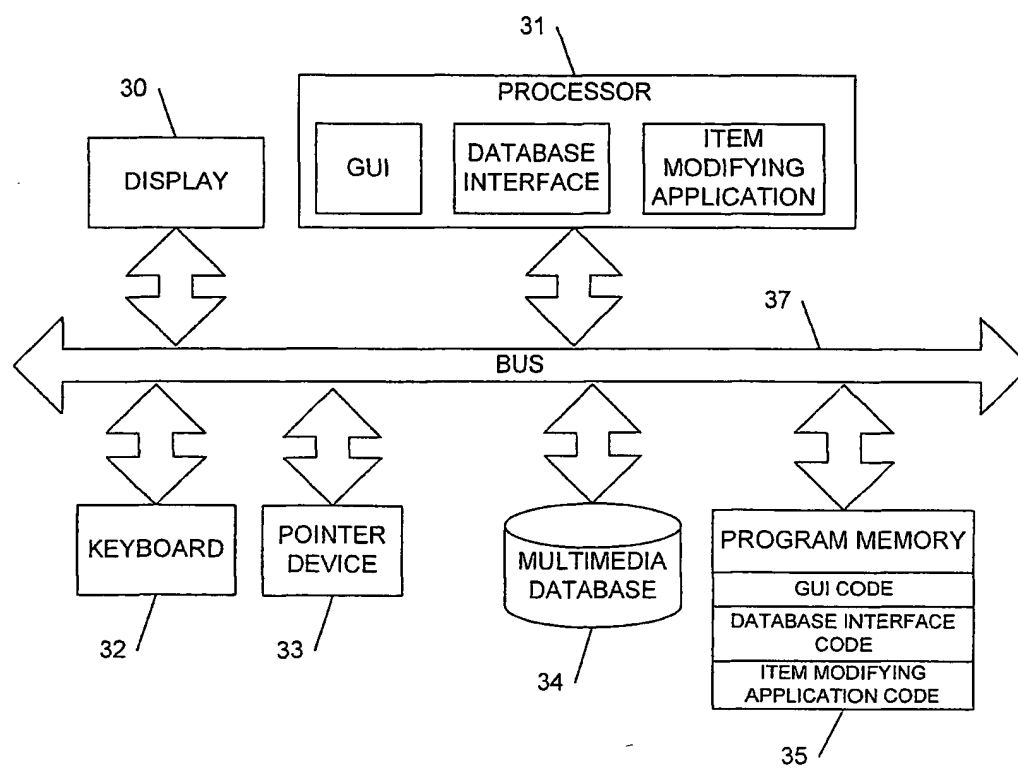 31
30
PROCESSOR
DISPLAY
GUI
DATABASE
INTERFACE
ITEM
MODIFYING
APPLICATION
37
BUS
KEYBOARD
POINTER
DEVICE
MULTIMEDIA
DATABASE
PROGRAM MEMORY
GUI CODE
DATABASE INTERFACE
CODE
ITEM MODIFYING
APPLICATION CODE
32
33
34
35